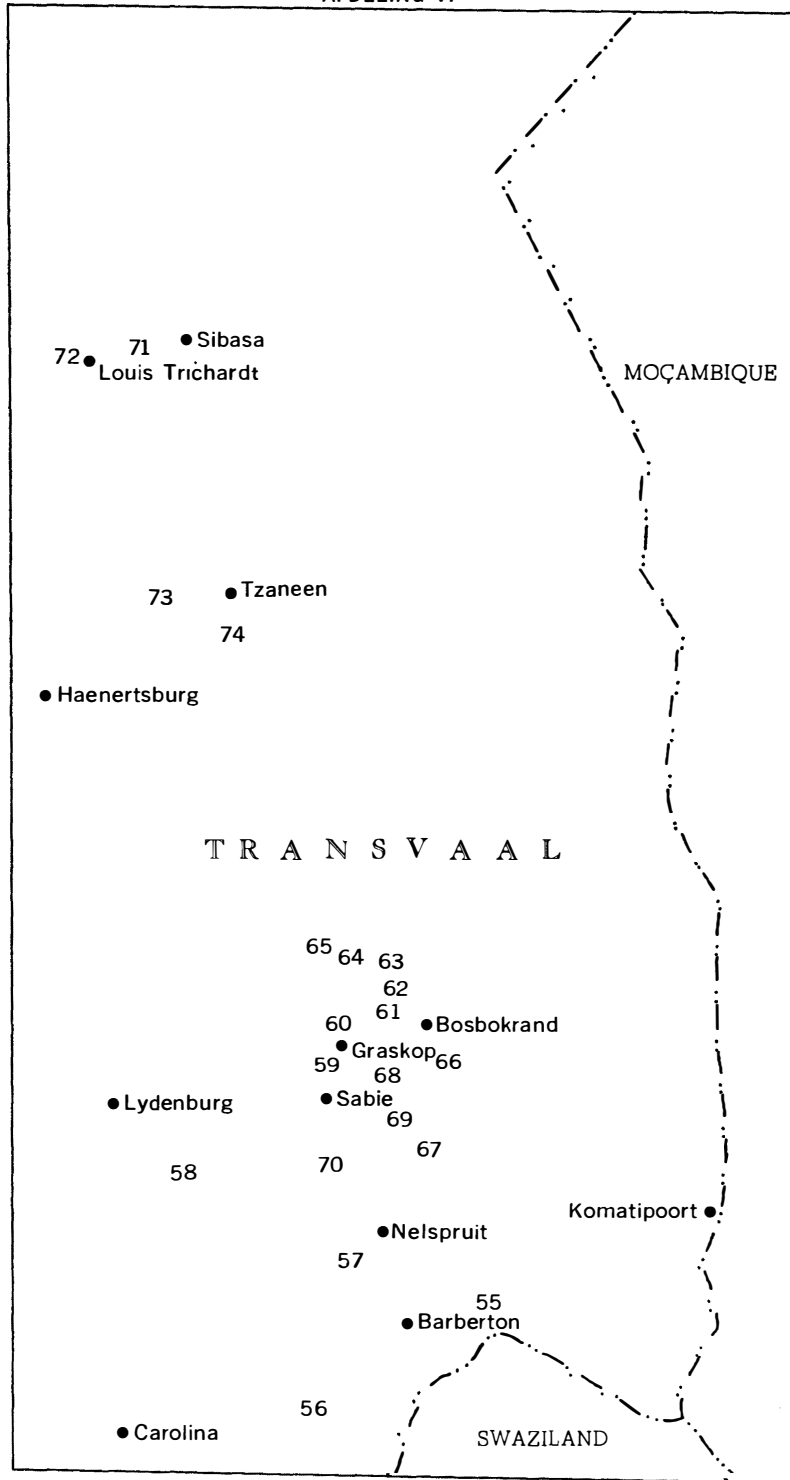 72 71 Sibasa
Louis Trichardt
MOÇAMBIQUE
73 Tzaneen
74
Haenertsburg
TRANSVAAL
65 64 63
62
61
60 Bosbokrand
Graskop
59 68 66
Lydenburg Sabie
69
67
58 70
Komatipoort
Nelspruit
57
55
Barberton
56
Carolina SWAZILAND